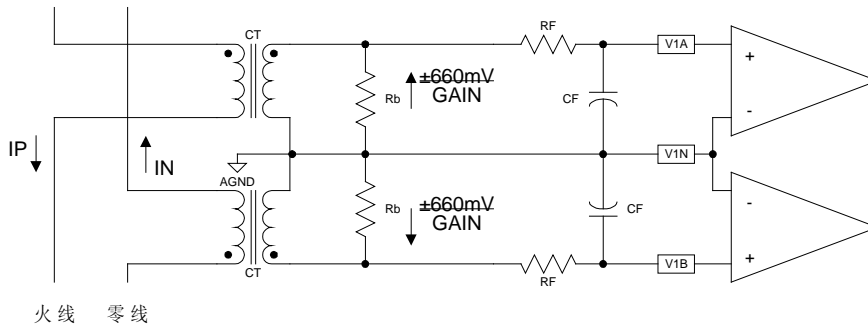 CT
RF
V1A
+
-
Rb
±660mV
GAIN
CF
IP
IN
AGND
V1N
Rb
±660mV
GAIN
CF
-
+
CT
RF
V1B
火线 零线